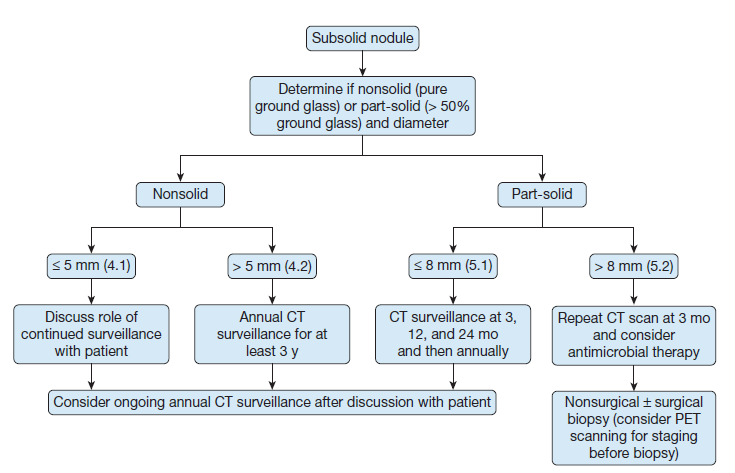 Subsolid nodule
Determine if nonsolid (pure
ground glass) or part-solid (> 50%
ground glass) and diameter
Nonsolid
Part-solid
≤ 5 mm (4.1)
> 5 mm (4.2)
≤ 8 mm (5.1)
> 8 mm (5.2)
Discuss role of
continued surveillance
with patient
Annual CT
surveillance for at
least 3 y
CT surveillance at 3,
12, and 24 mo
and then annually
Repeat CT scan at 3 mo
and consider
antimicrobial therapy
Consider ongoing annual CT surveillance after discussion with patient
Nonsurgical ± surgical
biopsy (consider PET
scanning for staging
before biopsy)